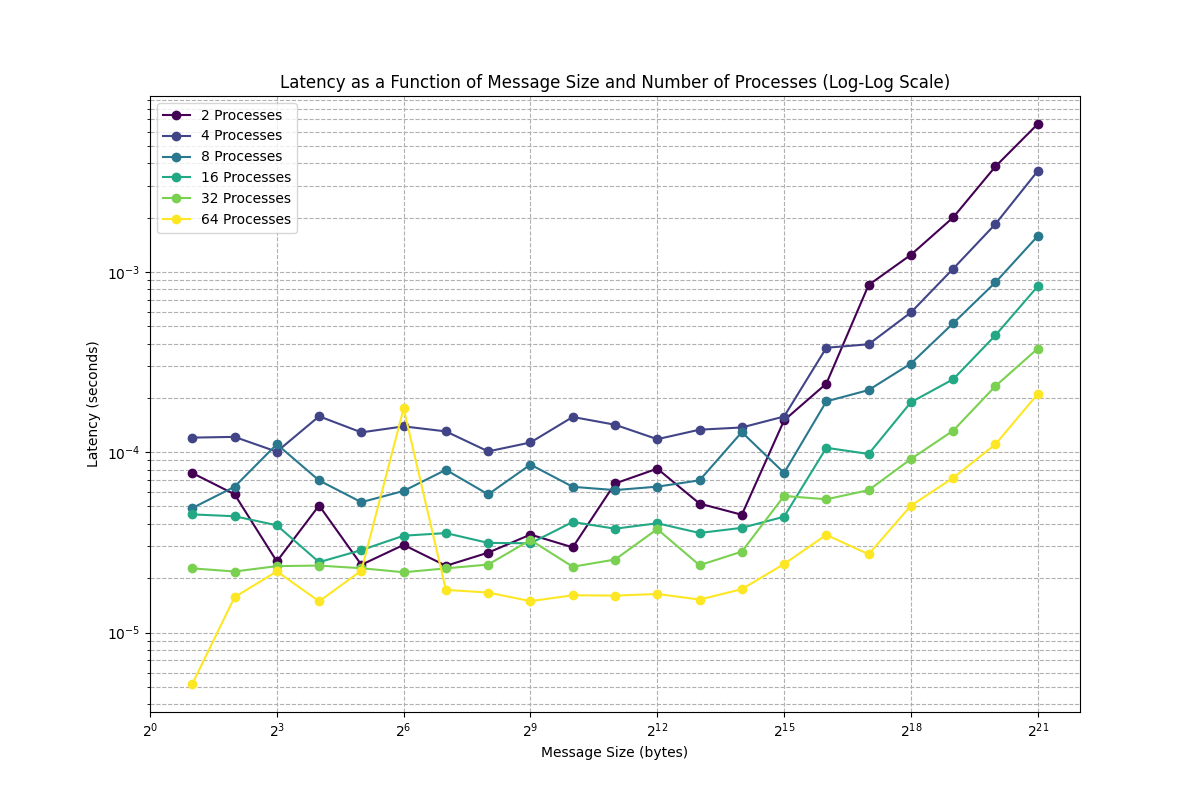 Latency as a Function of Message Size and Number of Processes (Log-Log Scale)
2 Processes
4 Processes
8 Processes
16 Processes
32 Processes
64 Processes
Latency (seconds)
10⁻³
10⁻⁴
10⁻⁵
2⁰ 2³ 2⁶ 2⁹ 2¹² 2¹⁵ 2¹⁸ 2²¹
Message Size (bytes)